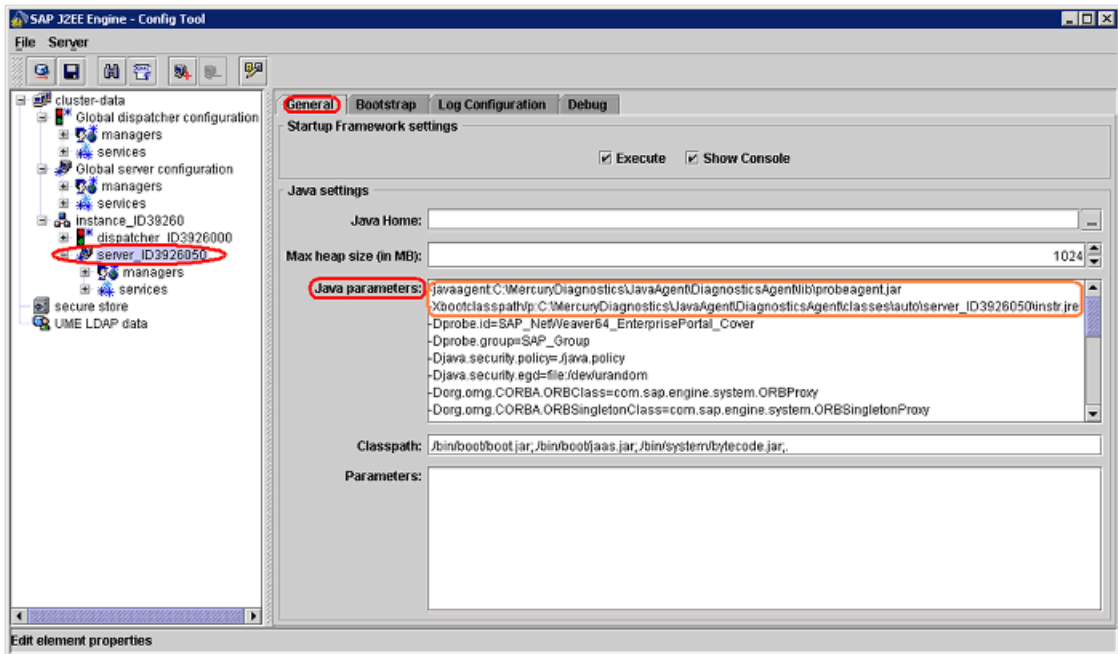 SAP J2EE Engine - Config Tool
File Server
cluster-data
Global dispatcher configuration
managers
services
Global server configuration
managers
services
instance_ID39260
dispatcher_ID3926000
server_ID3926050
managers
services
secure store
UME LDAP data
General Bootstrap Log Configuration Debug
Startup Framework settings
Execute Show Console
Java settings
Java Home:
...
Max heap size (in MB): 1024
Java parameters:
-javaagent:C:\MercuryDiagnostics\JavaAgent\DiagnosticsAgent\lib\probeagent.jar
-Xbootclasspath/p:C:\MercuryDiagnostics\JavaAgent\DiagnosticsAgent\classes\auto\server_ID3926050\instr.jre
-Dprobe.id=SAP_NetWeaver64_EnterprisePortal_Cover
-Dprobe.group=SAP_Group
-Djava.security.policy=./java.policy
-Djava.security.egd=file:/dev/urandom
-Dorg.omg.CORBA.ORBClass=com.sap.engine.system.ORBProxy
-Dorg.omg.CORBA.ORBSingletonClass=com.sap.engine.system.ORBSingletonProxy
Classpath: ./bin/boot/boot.jar;./bin/boot/jaas.jar;./bin/system/bytecode.jar;.
Parameters:
Edit element properties